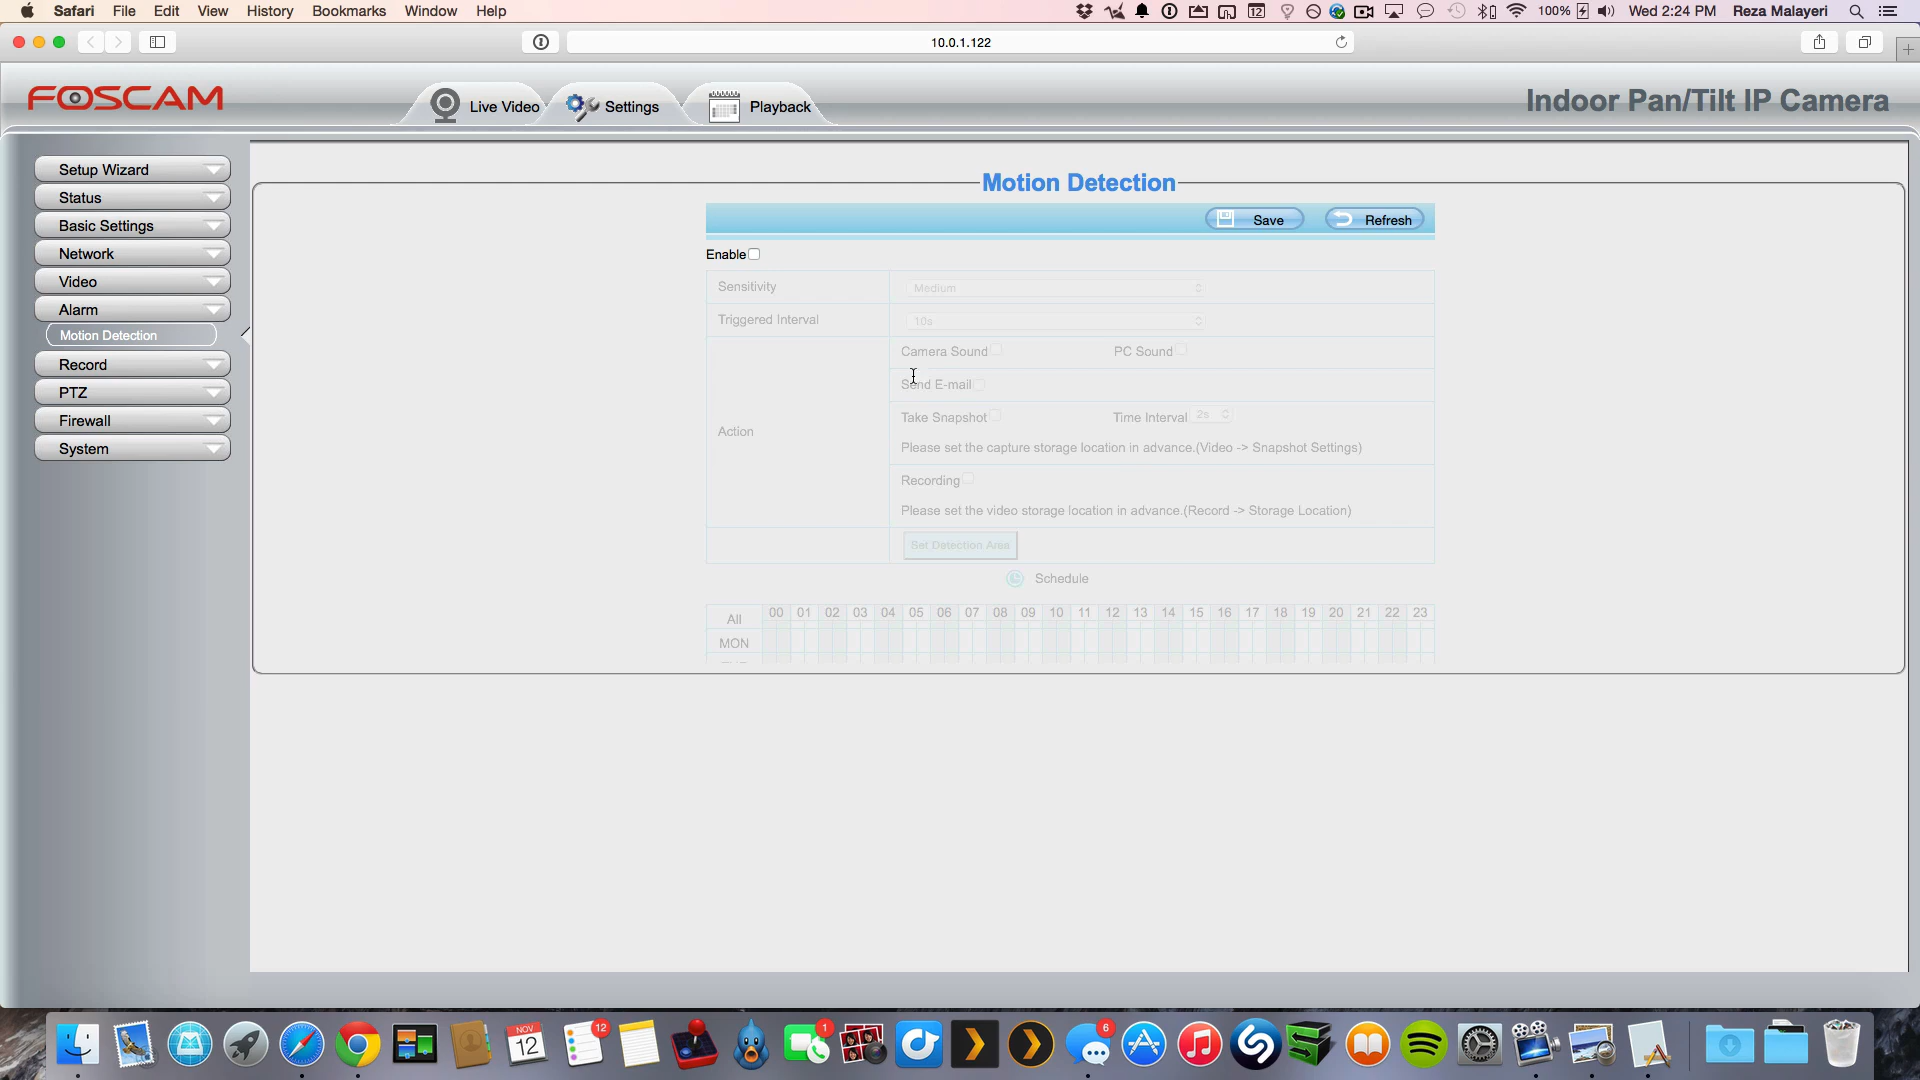 Safari File Edit View History Bookmarks Window Help 12 100% Wed 2:24 PM Reza Malayeri
10.0.1.122
FOSCAM
Live Video
Settings
Playback
Indoor Pan/Tilt IP Camera
Setup Wizard
Status
Basic Settings
Network
Video
Alarm
Motion Detection
Record
PTZ
Firewall
System
Motion Detection
Save
Refresh
Enable
Sensitivity Medium
Triggered Interval 10s
Camera Sound PC Sound
Send E-mail
Take Snapshot Time Interval 2s
Action
Please set the capture storage location in advance.(Video -> Snapshot Settings)
Recording
Please set the video storage location in advance.(Record -> Storage Location)
Set Detection Area
Schedule
All 00 01 02 03 04 05 06 07 08 09 10 11 12 13 14 15 16 17 18 19 20 21 22 23
MON
NOV
12
12
1
6